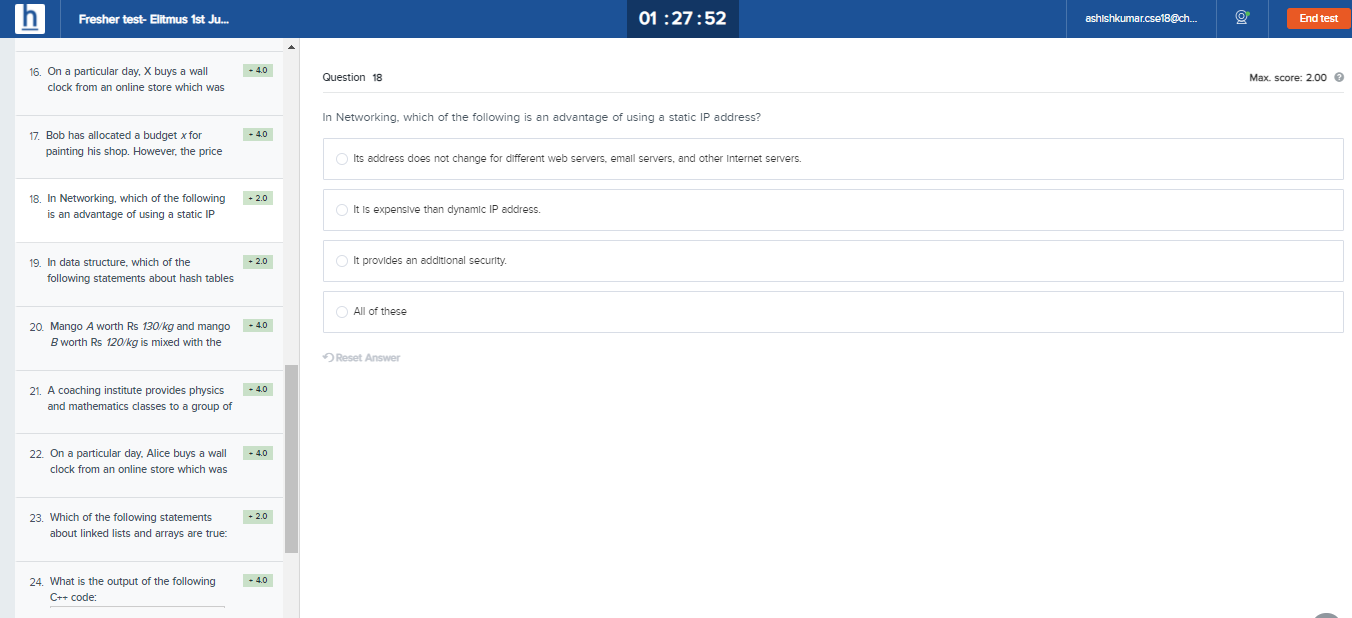 h Fresher test- Elitmus 1st Ju... 01 : 27 : 52 ashishkumar.cse18@ch... End test
16. On a particular day, X buys a wall - 4.0
clock from an online store which was
17. Bob has allocated a budget x for - 4.0
painting his shop. However, the price
18. In Networking, which of the following + 2.0
is an advantage of using a static IP
19. In data structure, which of the + 2.0
following statements about hash tables
20. Mango A worth Rs 130/kg and mango - 4.0
B worth Rs 120/kg is mixed with the
21. A coaching institute provides physics - 4.0
and mathematics classes to a group of
22. On a particular day, Alice buys a wall - 4.0
clock from an online store which was
23. Which of the following statements + 2.0
about linked lists and arrays are true:
24. What is the output of the following - 4.0
C++ code:
Question 18 Max. score: 2.00 ?
In Networking, which of the following is an advantage of using a static IP address?
Its address does not change for different web servers, email servers, and other Internet servers.
It is expensive than dynamic IP address.
It provides an additional security.
All of these
Reset Answer